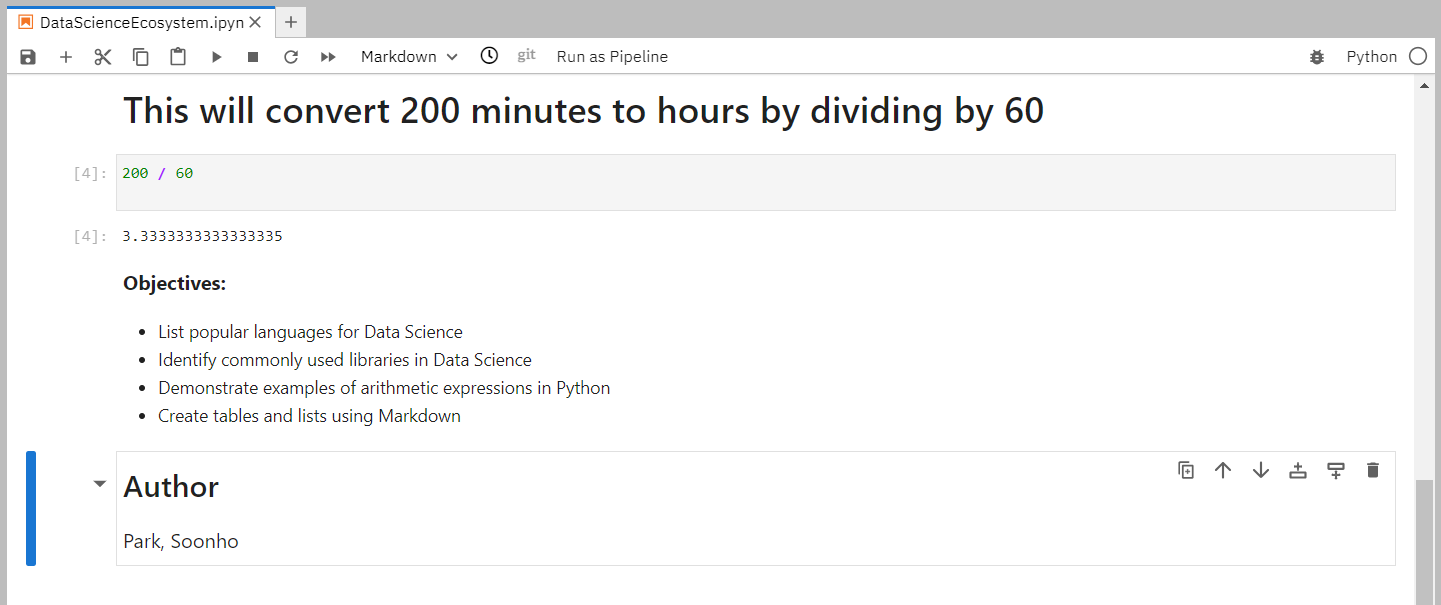 DataScienceEcosystem.ipyn
Markdown git Run as Pipeline Python
This will convert 200 minutes to hours by dividing by 60
[4]: 200 / 60
[4]: 3.3333333333333335
Objectives:
• List popular languages for Data Science
• Identify commonly used libraries in Data Science
• Demonstrate examples of arithmetic expressions in Python
• Create tables and lists using Markdown
Author
Park, Soonho